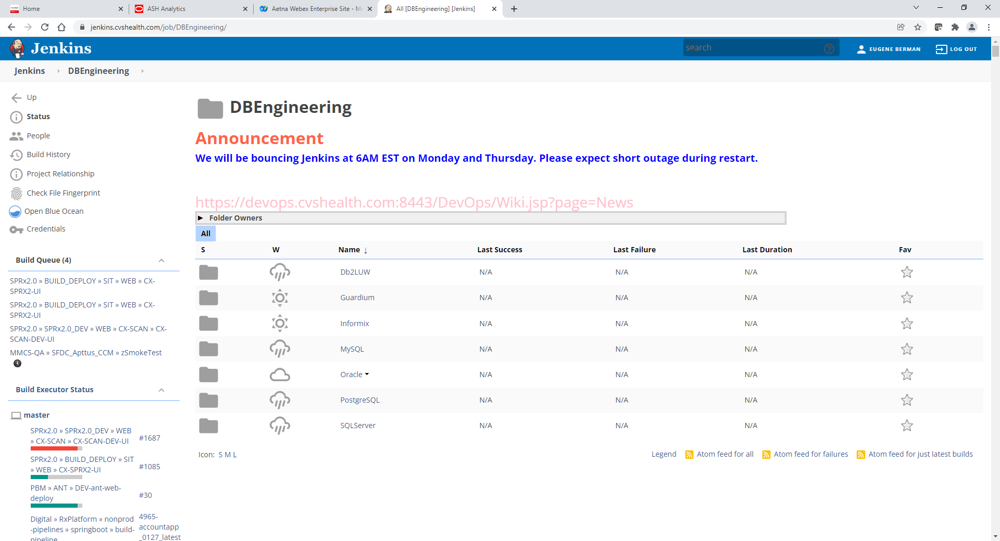 Home
ASH Analytics
Aetna Webex Enterprise Site - M
All [DBEngineering] [Jenkins]
jenkins.cvshealth.com/job/DBEngineering/
Jenkins
search
EUGENE BERMAN
LOG OUT
Jenkins
DBEngineering
Up
Status
People
Build History
Project Relationship
Check File Fingerprint
Open Blue Ocean
Credentials
Build Queue (4)
SPRx2.0 » BUILD_DEPLOY » SIT » WEB » CX-
SPRX2-UI
SPRx2.0 » BUILD_DEPLOY » SIT » WEB » CX-
SPRX2-UI
SPRx2.0 » SPRx2.0_DEV » WEB » CX-SCAN » CX-
SCAN-DEV-UI
MMCS-QA » SFDC_Apttus_CCM » zSmokeTest
Build Executor Status
master
SPRx2.0 » SPRx2.0_DEV » WEB
» CX-SCAN » CX-SCAN-DEV-UI
#1687
SPRx2.0 » BUILD_DEPLOY » SIT
» WEB » CX-SPRX2-UI
#1085
PBM » ANT » DEV-ant-web-
deploy
#30
Digital » RxPlatform » nonprod
-pipelines » springboot » build-
pipeline
4965-
accountapp
_0127_latest
DBEngineering
Announcement
We will be bouncing Jenkins at 6AM EST on Monday and Thursday. Please expect short outage during restart.
https://devops.cvshealth.com:8443/DevOps/Wiki.jsp?page=News
Folder Owners
All
S W Name ↓ Last Success Last Failure Last Duration Fav
Db2LUW N/A N/A N/A
Guardium N/A N/A N/A
Informix N/A N/A N/A
MySQL N/A N/A N/A
Oracle N/A N/A N/A
PostgreSQL N/A N/A N/A
SQLServer N/A N/A N/A
Icon: S M L
Legend Atom feed for all Atom feed for failures Atom feed for just latest builds